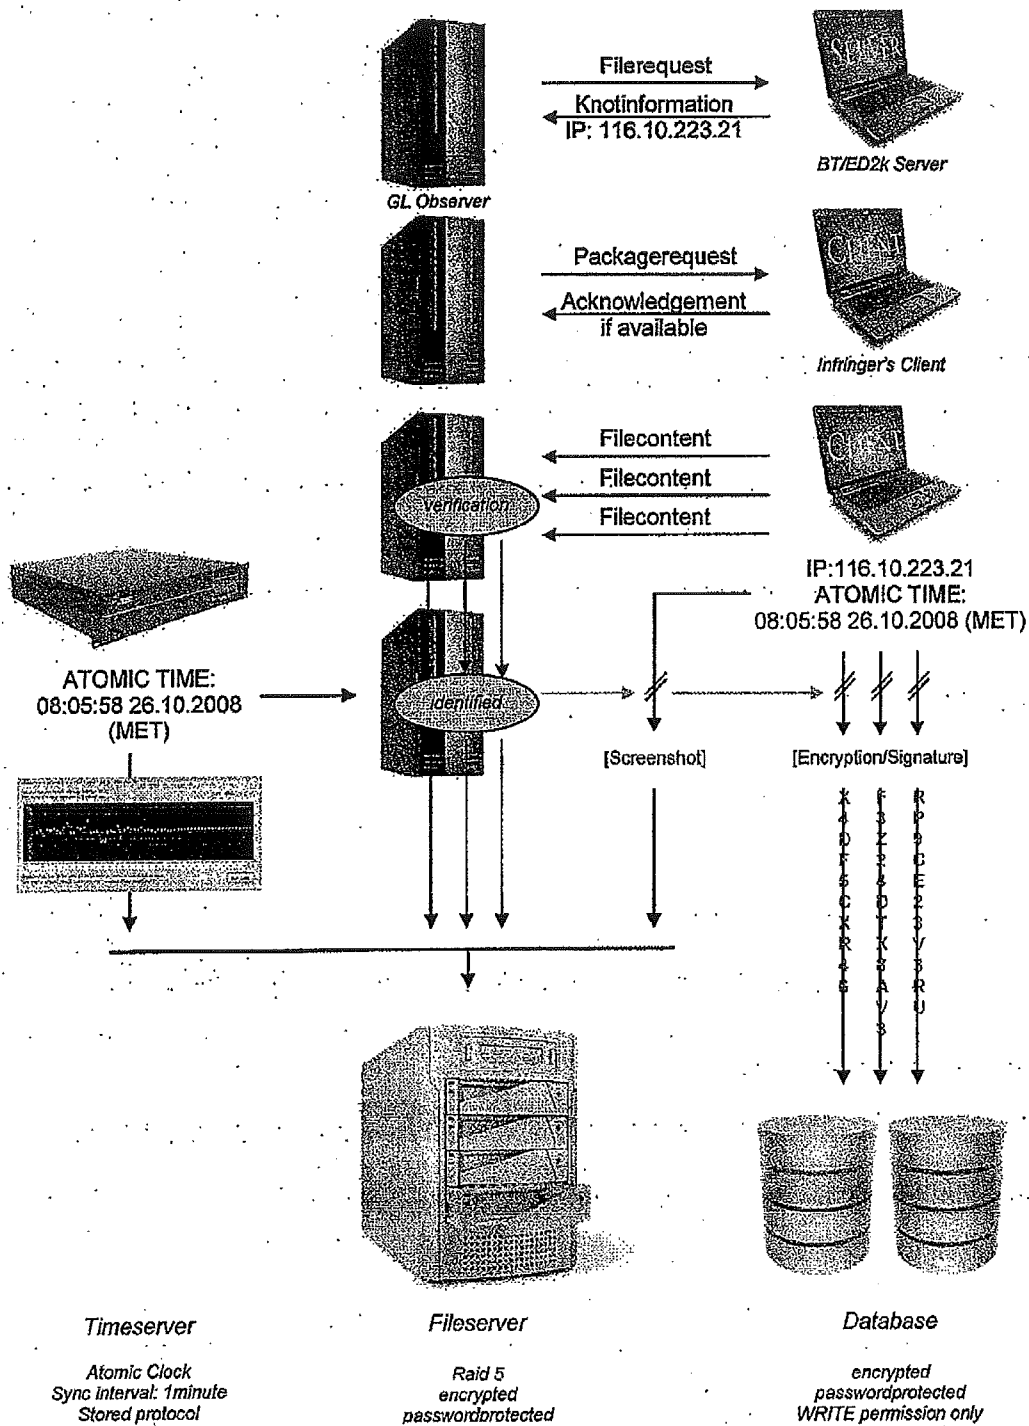 SERVER
Filerequest
Knotinformation
IP: 116.10.223.21
BT/ED2k Server
GL Observer
CLIENT
Packagerequest
Acknowledgement
if available
Infringer's Client
CLIENT
Filecontent
Filecontent
Filecontent
verification
IP:116.10.223.21
ATOMIC TIME:
08:05:58 26.10.2008 (MET)
ATOMIC TIME:
08:05:58 26.10.2008
(MET)
identified
[Screenshot]
[Encryption/Signature]
Timeserver
Fileserver
Database
Atomic Clock
Sync Interval: 1minute
Stored protocol
Raid 5
encrypted
passwordprotected
encrypted
passwordprotected
WRITE permission only